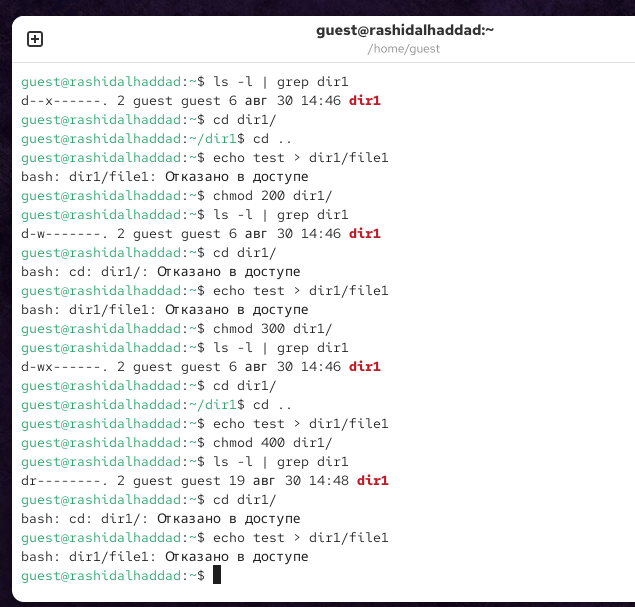 guest@rashidalhaddad:~
/home/guest
guest@rashidalhaddad:~$ ls -l | grep dir1
d--x------. 2 guest guest 6 авг 30 14:46 dir1
guest@rashidalhaddad:~$ cd dir1/
guest@rashidalhaddad:~/dir1$ cd ..
guest@rashidalhaddad:~$ echo test > dir1/file1
bash: dir1/file1: Отказано в доступе
guest@rashidalhaddad:~$ chmod 200 dir1/
guest@rashidalhaddad:~$ ls -l | grep dir1
d-w-------. 2 guest guest 6 авг 30 14:46 dir1
guest@rashidalhaddad:~$ cd dir1/
bash: cd: dir1/: Отказано в доступе
guest@rashidalhaddad:~$ echo test > dir1/file1
bash: dir1/file1: Отказано в доступе
guest@rashidalhaddad:~$ chmod 300 dir1/
guest@rashidalhaddad:~$ ls -l | grep dir1
d-wx------. 2 guest guest 6 авг 30 14:46 dir1
guest@rashidalhaddad:~$ cd dir1/
guest@rashidalhaddad:~/dir1$ cd ..
guest@rashidalhaddad:~$ echo test > dir1/file1
guest@rashidalhaddad:~$ chmod 400 dir1/
guest@rashidalhaddad:~$ ls -l | grep dir1
dr--------. 2 guest guest 19 авг 30 14:48 dir1
guest@rashidalhaddad:~$ cd dir1/
bash: cd: dir1/: Отказано в доступе
guest@rashidalhaddad:~$ echo test > dir1/file1
bash: dir1/file1: Отказано в доступе
guest@rashidalhaddad:~$